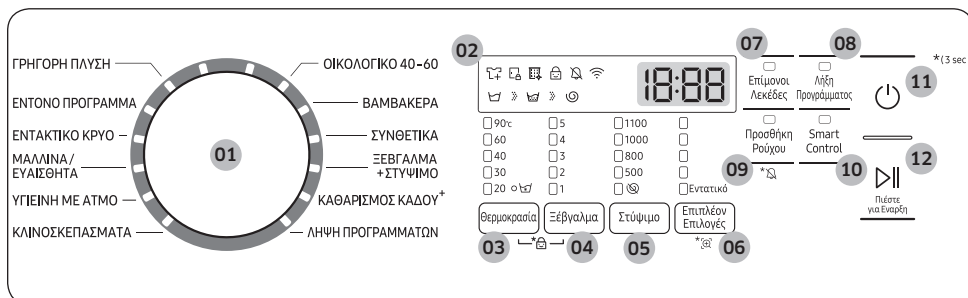 ΓΡΗΓΟΡΗ ΠΛΥΣΗ
ΕΝΤΟΝΟ ΠΡΟΓΡΑΜΜΑ
ΕΝΤΑΚΤΙΚΟ ΚΡΥΟ
ΜΑΛΛΙΝΑ/
ΕΥΑΙΣΘΗΤΑ
ΥΓΙΕΙΝΗ ΜΕ ΑΤΜΟ
ΚΛΙΝΟΣΚΕΠΑΣΜΑΤΑ
01
ΟΙΚΟΛΟΓΙΚΟ 40-60
ΒΑΜΒΑΚΕΡΑ
ΣΥΝΘΕΤΙΚΑ
ΞΕΒΓΑΛΜΑ
+ΣΤΥΨΙΜΟ
ΚΑΘΑΡΙΣΜΟΣ ΚΑΔΟΥ+
ΛΗΨΗ ΠΡΟΓΡΑΜΜΑΤΩΝ
02
18:88
90℃ 5 1100
60 4 1000
40 3 800
30 2 500
20 1 Εντατικό
Θερμοκρασία
Ξέβγαλμα
Στύψιμο
Επιπλέον
Επιλογές
03
*
04
05
*
06
07
Επίμονοι
Λεκέδες
08
Λήξη
Προγράμματος
Προσθήκη
Ρούχου
09
*
Smart
Control
10
*(3 sec
11
12
Πιέστε
για Εναρξη